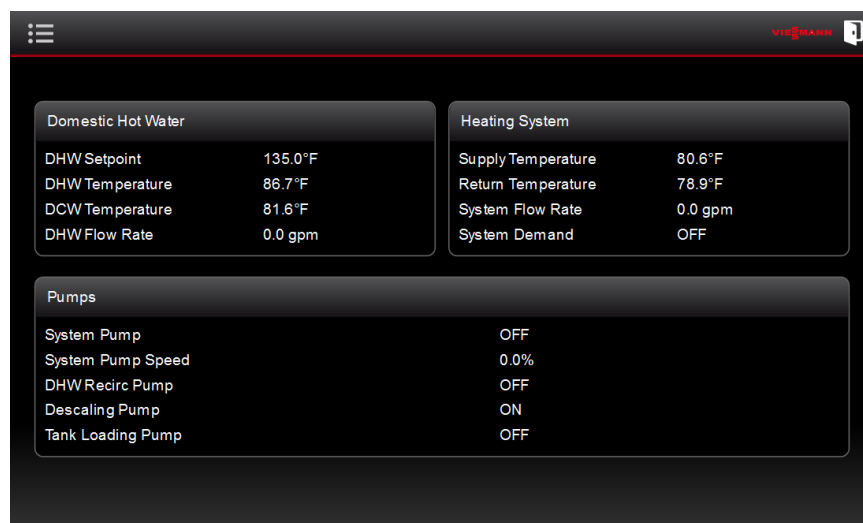 VIESMANN
Domestic Hot Water
DHW Setpoint 135.0°F
DHW Temperature 86.7°F
DCW Temperature 81.6°F
DHW Flow Rate 0.0 gpm
Heating System
Supply Temperature 80.6°F
Return Temperature 78.9°F
System Flow Rate 0.0 gpm
System Demand OFF
Pumps
System Pump OFF
System Pump Speed 0.0%
DHW Recirc Pump OFF
Descaling Pump ON
Tank Loading Pump OFF